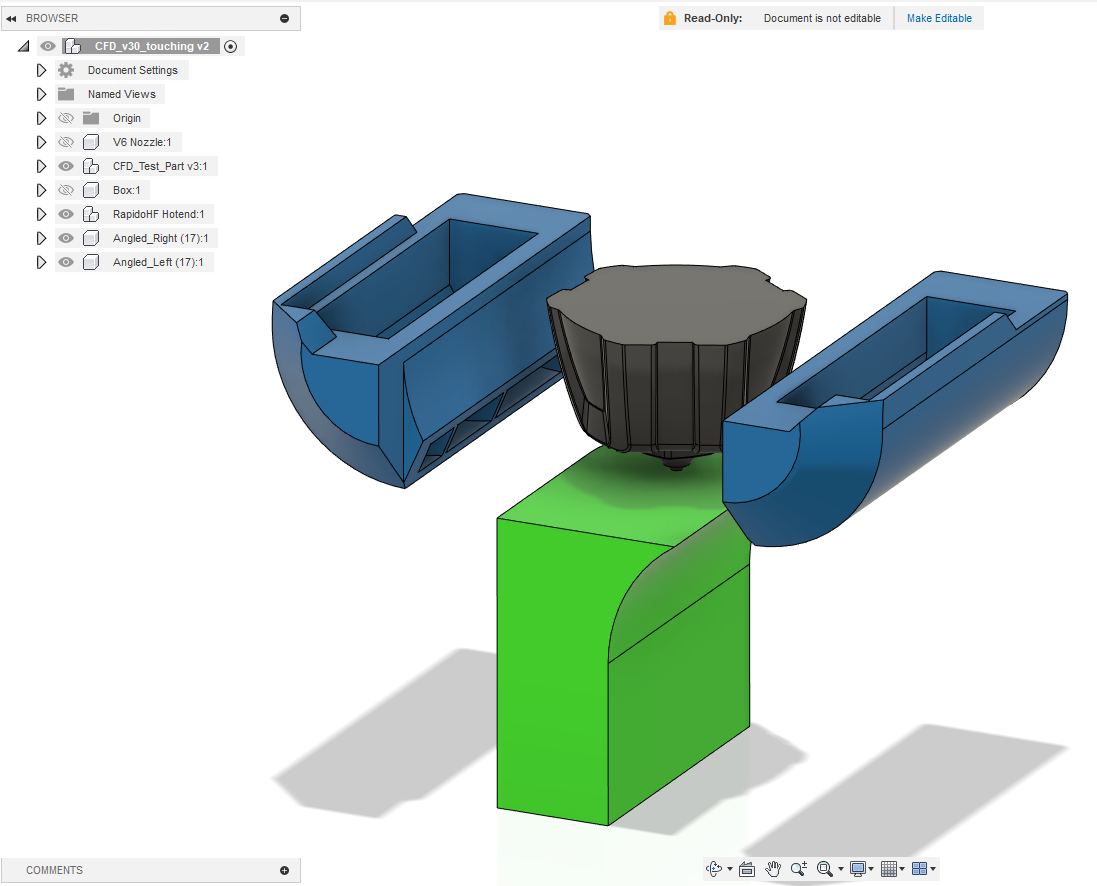 BROWSER
Read-Only: Document is not editable Make Editable
CFD_v30_touching v2
Document Settings
Named Views
Origin
V6 Nozzle:1
CFD_Test_Part v3:1
Box:1
RapidoHF Hotend:1
Angled_Right (17):1
Angled_Left (17):1
COMMENTS